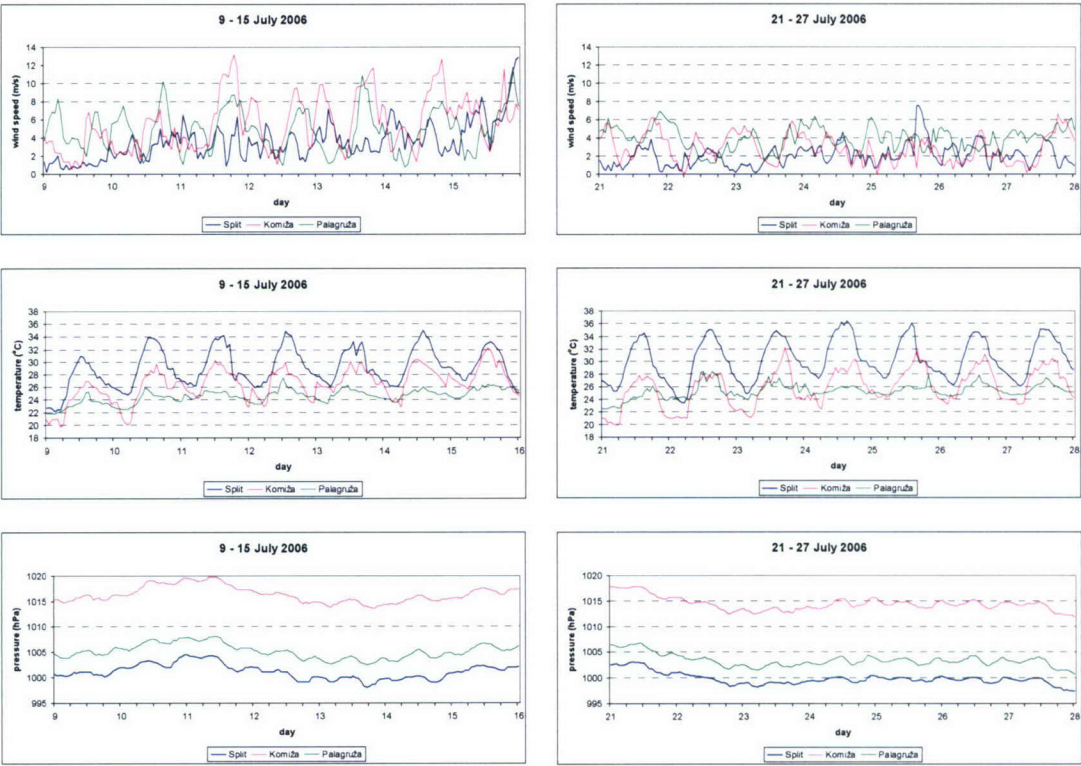 9 - 15 July 2006
wind speed (m/s)
14
12
10
8
6
4
2
0
9 10 11 12 13 14 15
day
Split Komiža Palagruža
21 - 27 July 2006
wind speed (m/s)
14
12
10
8
6
4
2
0
21 22 23 24 25 26 27 28
day
Split Komiža Palagruža
9 - 15 July 2006
temperature (°C)
38
36
34
32
30
28
26
24
22
20
18
9 10 11 12 13 14 15 16
day
Split Komiža Palagruža
21 - 27 July 2006
temperature (°C)
38
36
34
32
30
28
26
24
22
20
18
21 22 23 24 25 26 27 28
day
Split Komiža Palagruža
9 - 15 July 2006
pressure (hPa)
1020
1015
1010
1005
1000
995
9 10 11 12 13 14 15 16
day
Split Komiža Palagruža
21 - 27 July 2006
pressure (hPa)
1020
1015
1010
1005
1000
995
21 22 23 24 25 26 27 28
day
Split Komiža Palagruža